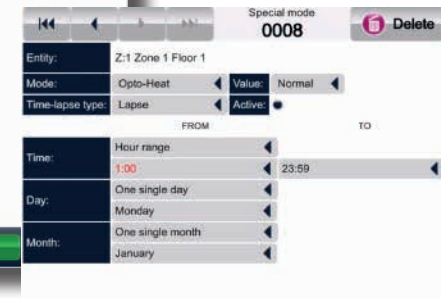 Special mode
0008
Delete
Entity: Z:1 Zone 1 Floor 1
Mode: Opto-Heat Value: Normal
Time-lapse type: Lapse Active:
FROM TO
Time: Hour range
1:00 23:59
Day: One single day
Monday
Month: One single month
January